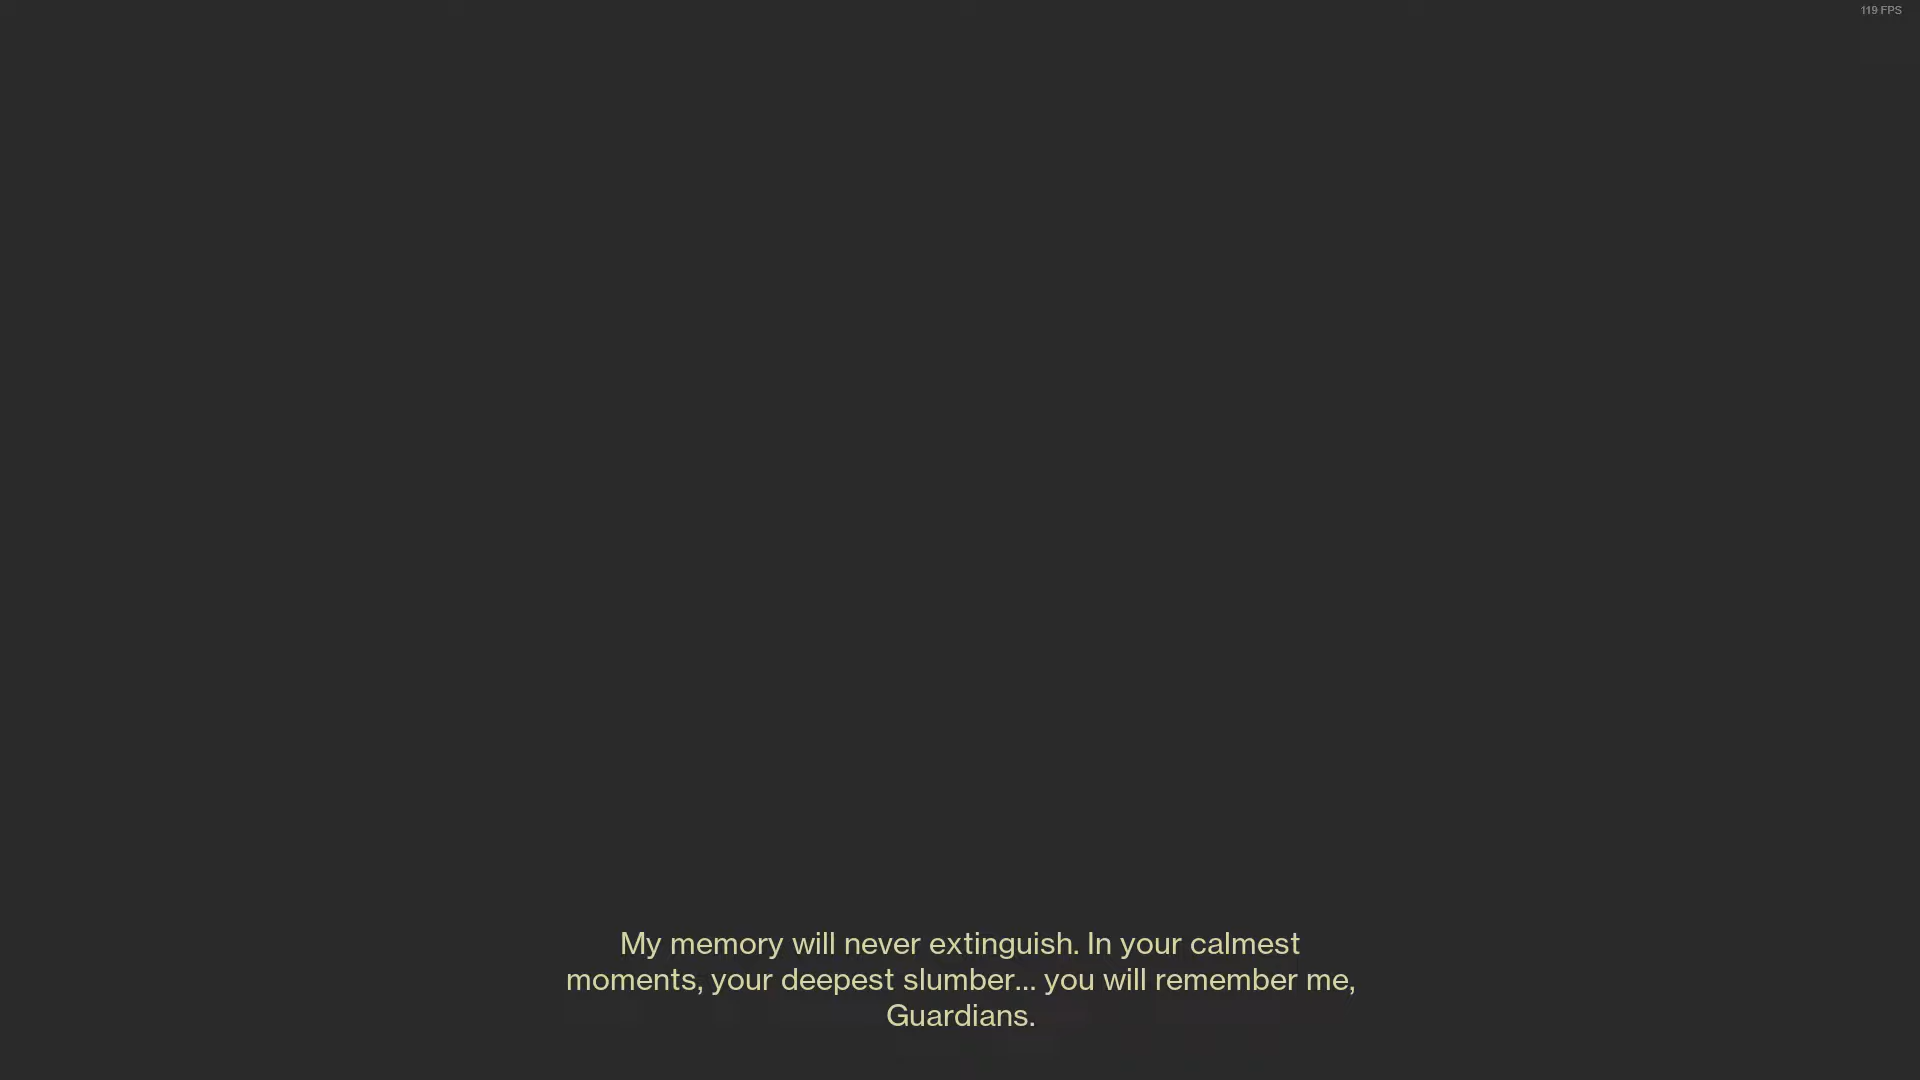 119 FPS
My memory will never extinguish. In your calmest
moments, your deepest slumber... you will remember me,
Guardians.